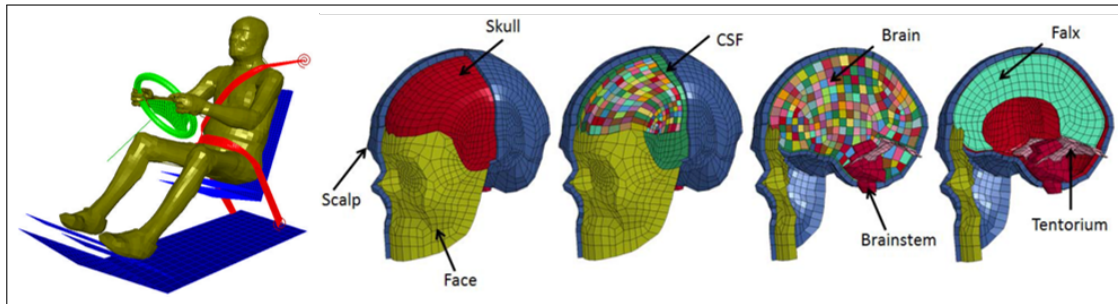 Skull
CSF
Brain
Falx
Scalp
Face
Brainstem
Tentorium